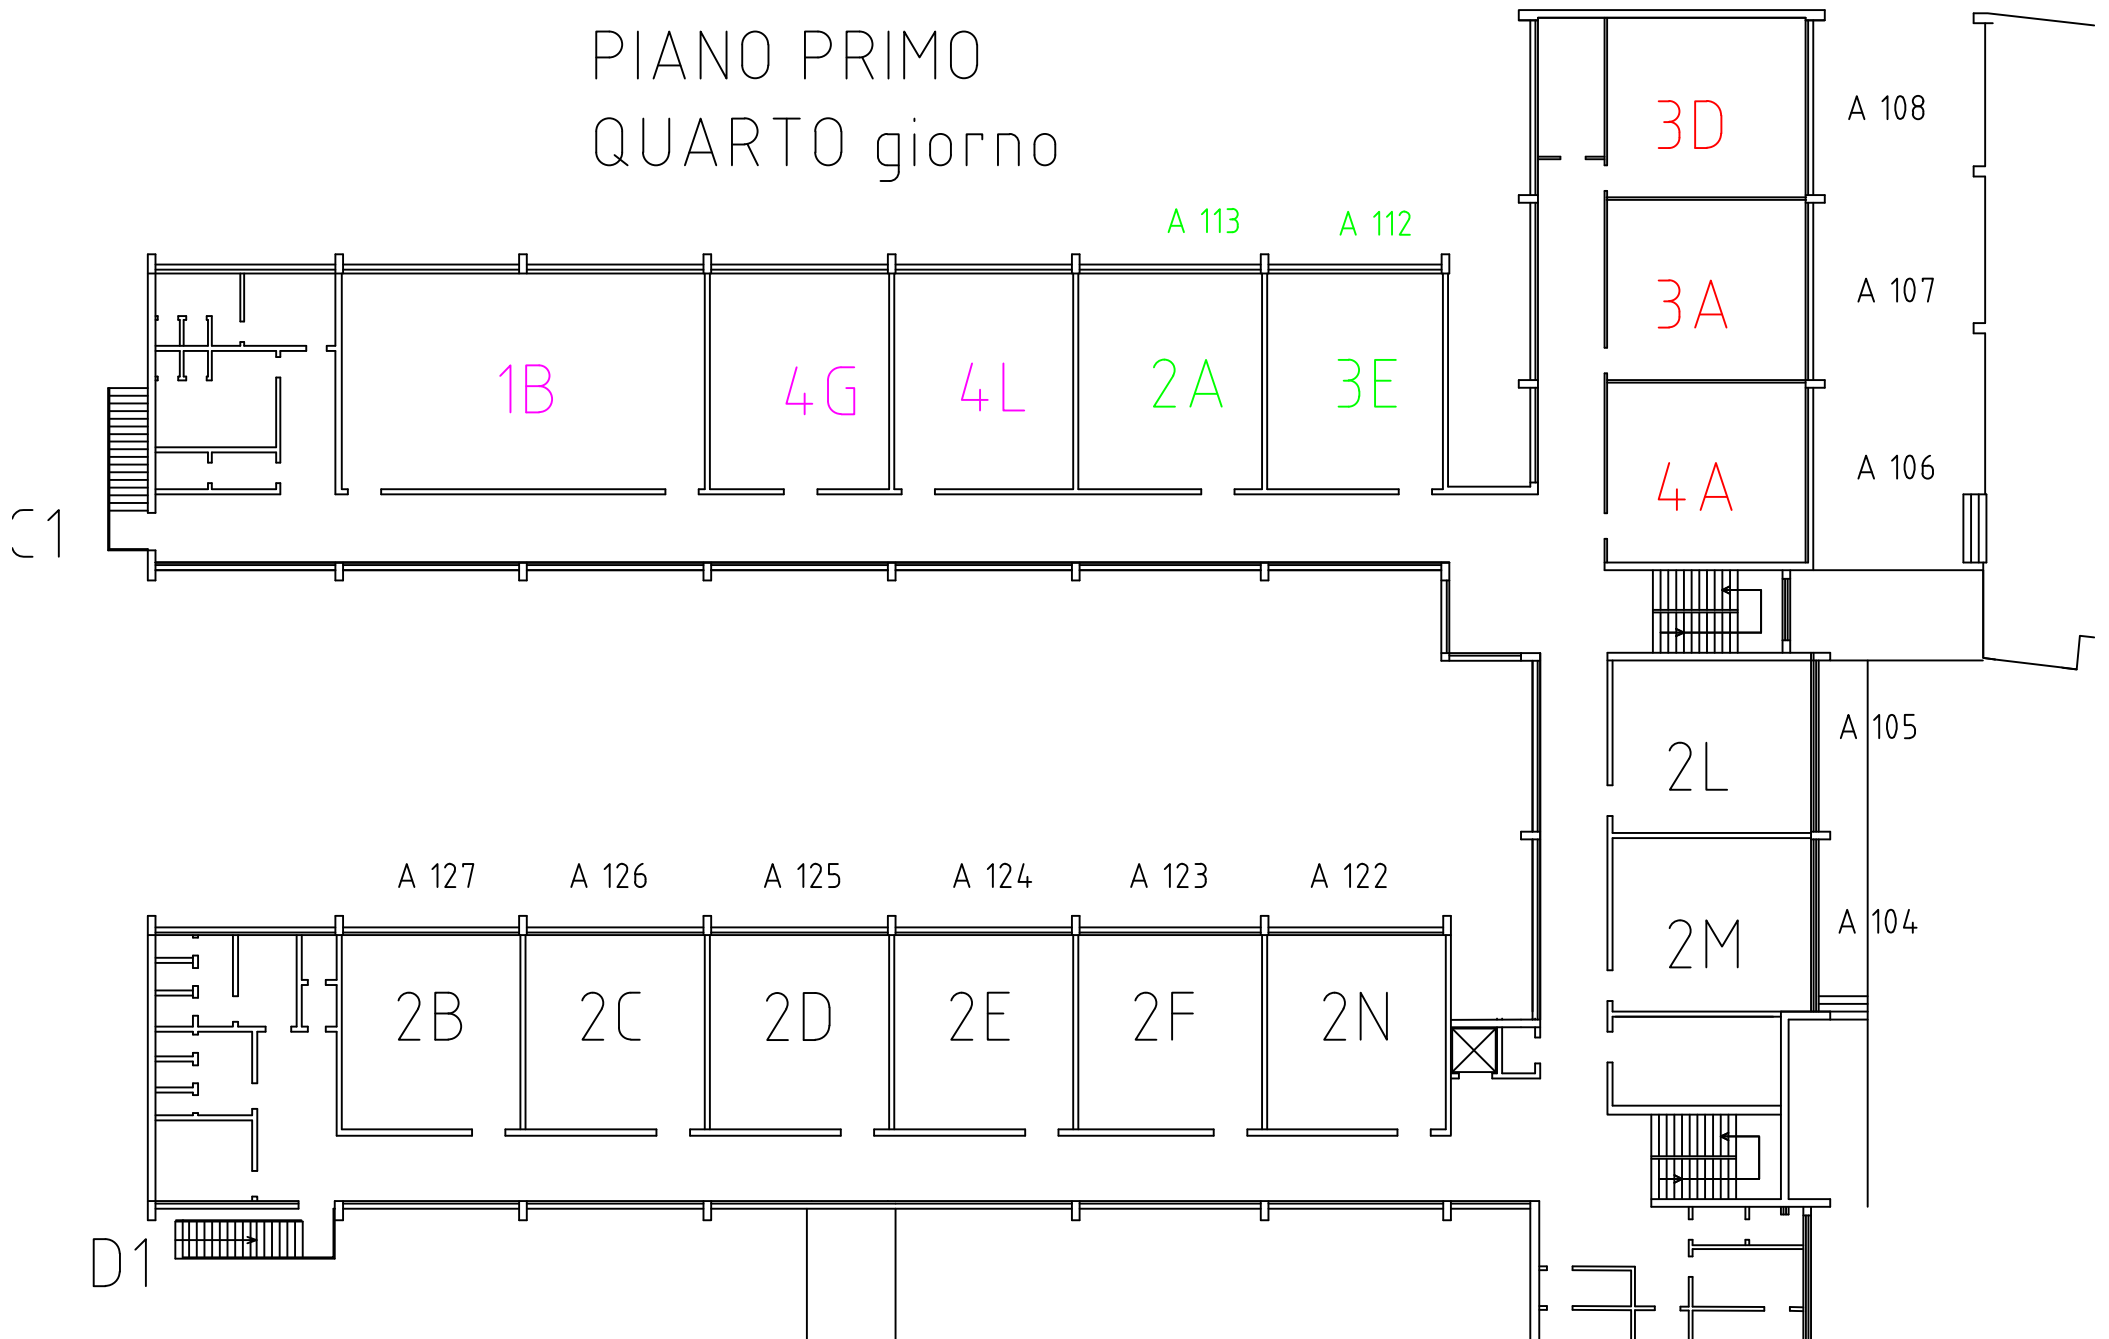 PIANO PRIMO
QUARTO giorno
3D
A 108
A 113
A 112
3A
A 107
1B
4G
4L
2A
3E
4A
A 106
C1
2L
A 105
A 127
A 126
A 125
A 124
A 123
A 122
2M
A 104
2B
2C
2D
2E
2F
2N
D1